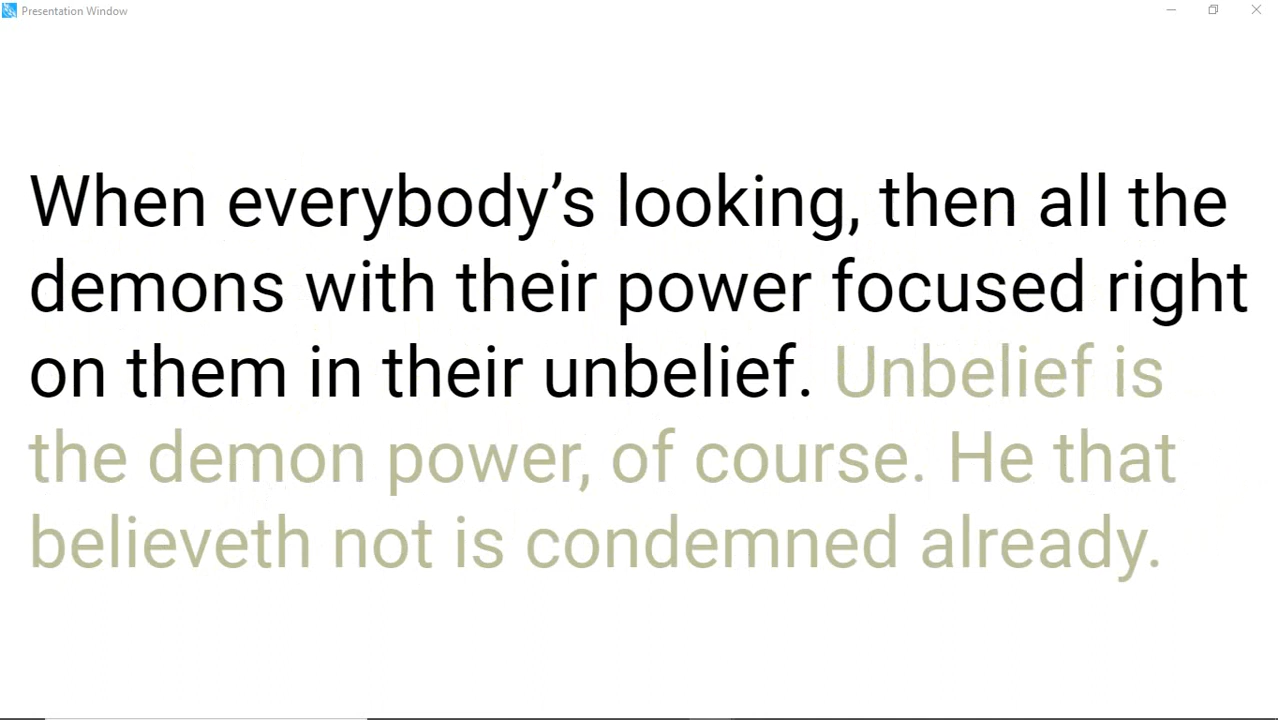 Presentation Window
When everybody’s looking, then all the
demons with their power focused right
on them in their unbelief. Unbelief is
the demon power, of course. He that
believeth not is condemned already.